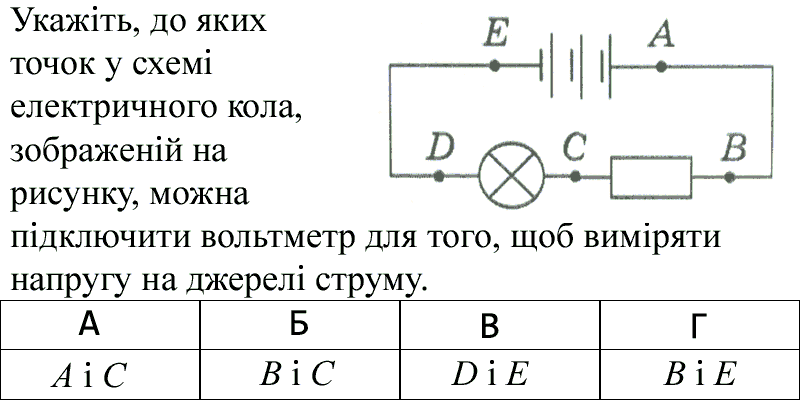 Укажіть, до яких
точок у схемі
електричного кола,
зображеній на
рисунку, можна
підключити вольтметр для того, щоб виміряти
напругу на джерелі струму.
E A
D C B
А Б В Г
A і C B і C D і E B і E